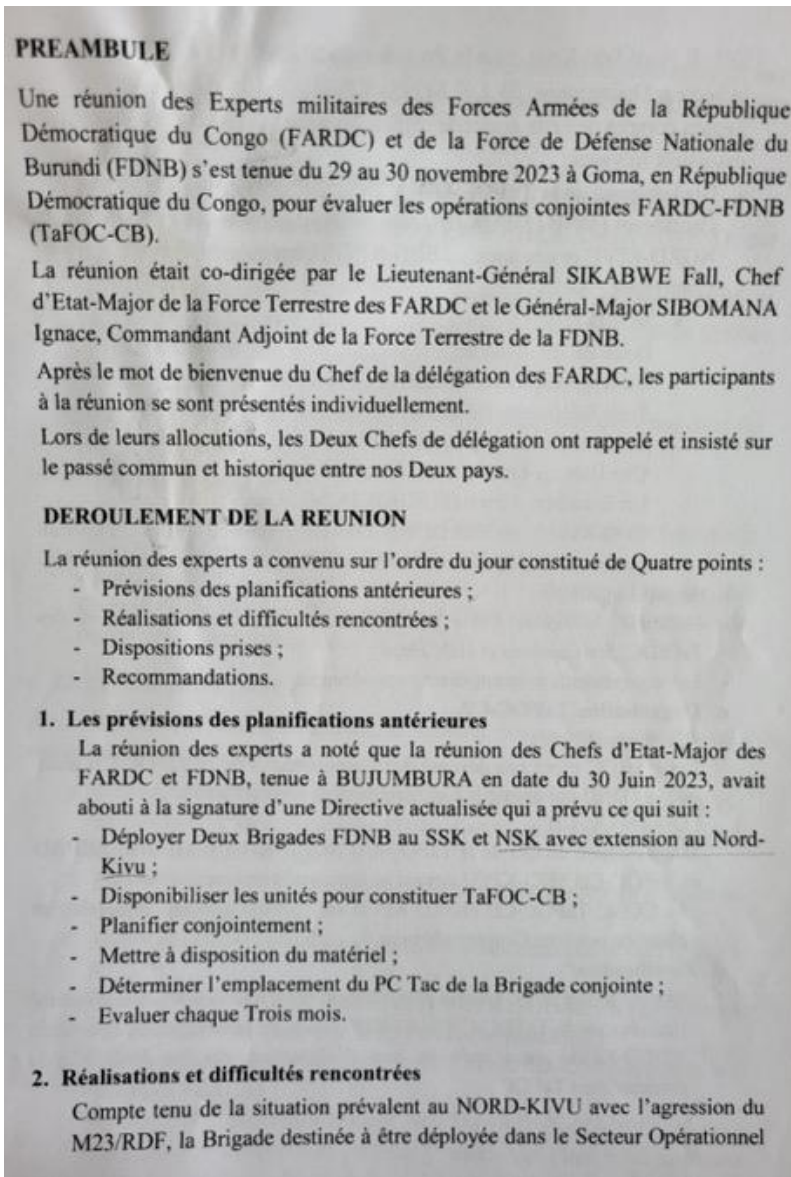 PREAMBULE
Une réunion des Experts militaires des Forces Armées de la République
Démocratique du Congo (FARDC) et de la Force de Défense Nationale du
Burundi (FDNB) s'est tenue du 29 au 30 novembre 2023 à Goma, en République
Démocratique du Congo, pour évaluer les opérations conjointes FARDC-FDNB
(TaFOC-CB).
La réunion était co-dirigée par le Lieutenant-Général SIKABWE Fall, Chef
d'Etat-Major de la Force Terrestre des FARDC et le Général-Major SIBOMANA
Ignace, Commandant Adjoint de la Force Terrestre de la FDNB.
Après le mot de bienvenue du Chef de la délégation des FARDC, les participants
à la réunion se sont présentés individuellement.
Lors de leurs allocutions, les Deux Chefs de délégation ont rappelé et insisté sur
le passé commun et historique entre nos Deux pays.
DEROULEMENT DE LA REUNION
La réunion des experts a convenu sur l'ordre du jour constitué de Quatre points :
- Prévisions des planifications antérieures ;
- Réalisations et difficultés rencontrées ;
- Dispositions prises ;
- Recommandations.
1. Les prévisions des planifications antérieures
La réunion des experts a noté que la réunion des Chefs d'Etat-Major des
FARDC et FDNB, tenue à BUJUMBURA en date du 30 Juin 2023, avait
abouti à la signature d'une Directive actualisée qui a prévu ce qui suit :
- Déployer Deux Brigades FDNB au SSK et NSK avec extension au Nord-
Kivu ;
- Disponibiliser les unités pour constituer TaFOC-CB ;
- Planifier conjointement ;
- Mettre à disposition du matériel ;
- Déterminer l'emplacement du PC Tac de la Brigade conjointe ;
- Evaluer chaque Trois mois.
2. Réalisations et difficultés rencontrées
Compte tenu de la situation prévalent au NORD-KIVU avec l'agression du
M23/RDF, la Brigade destinée à être déployée dans le Secteur Opérationnel